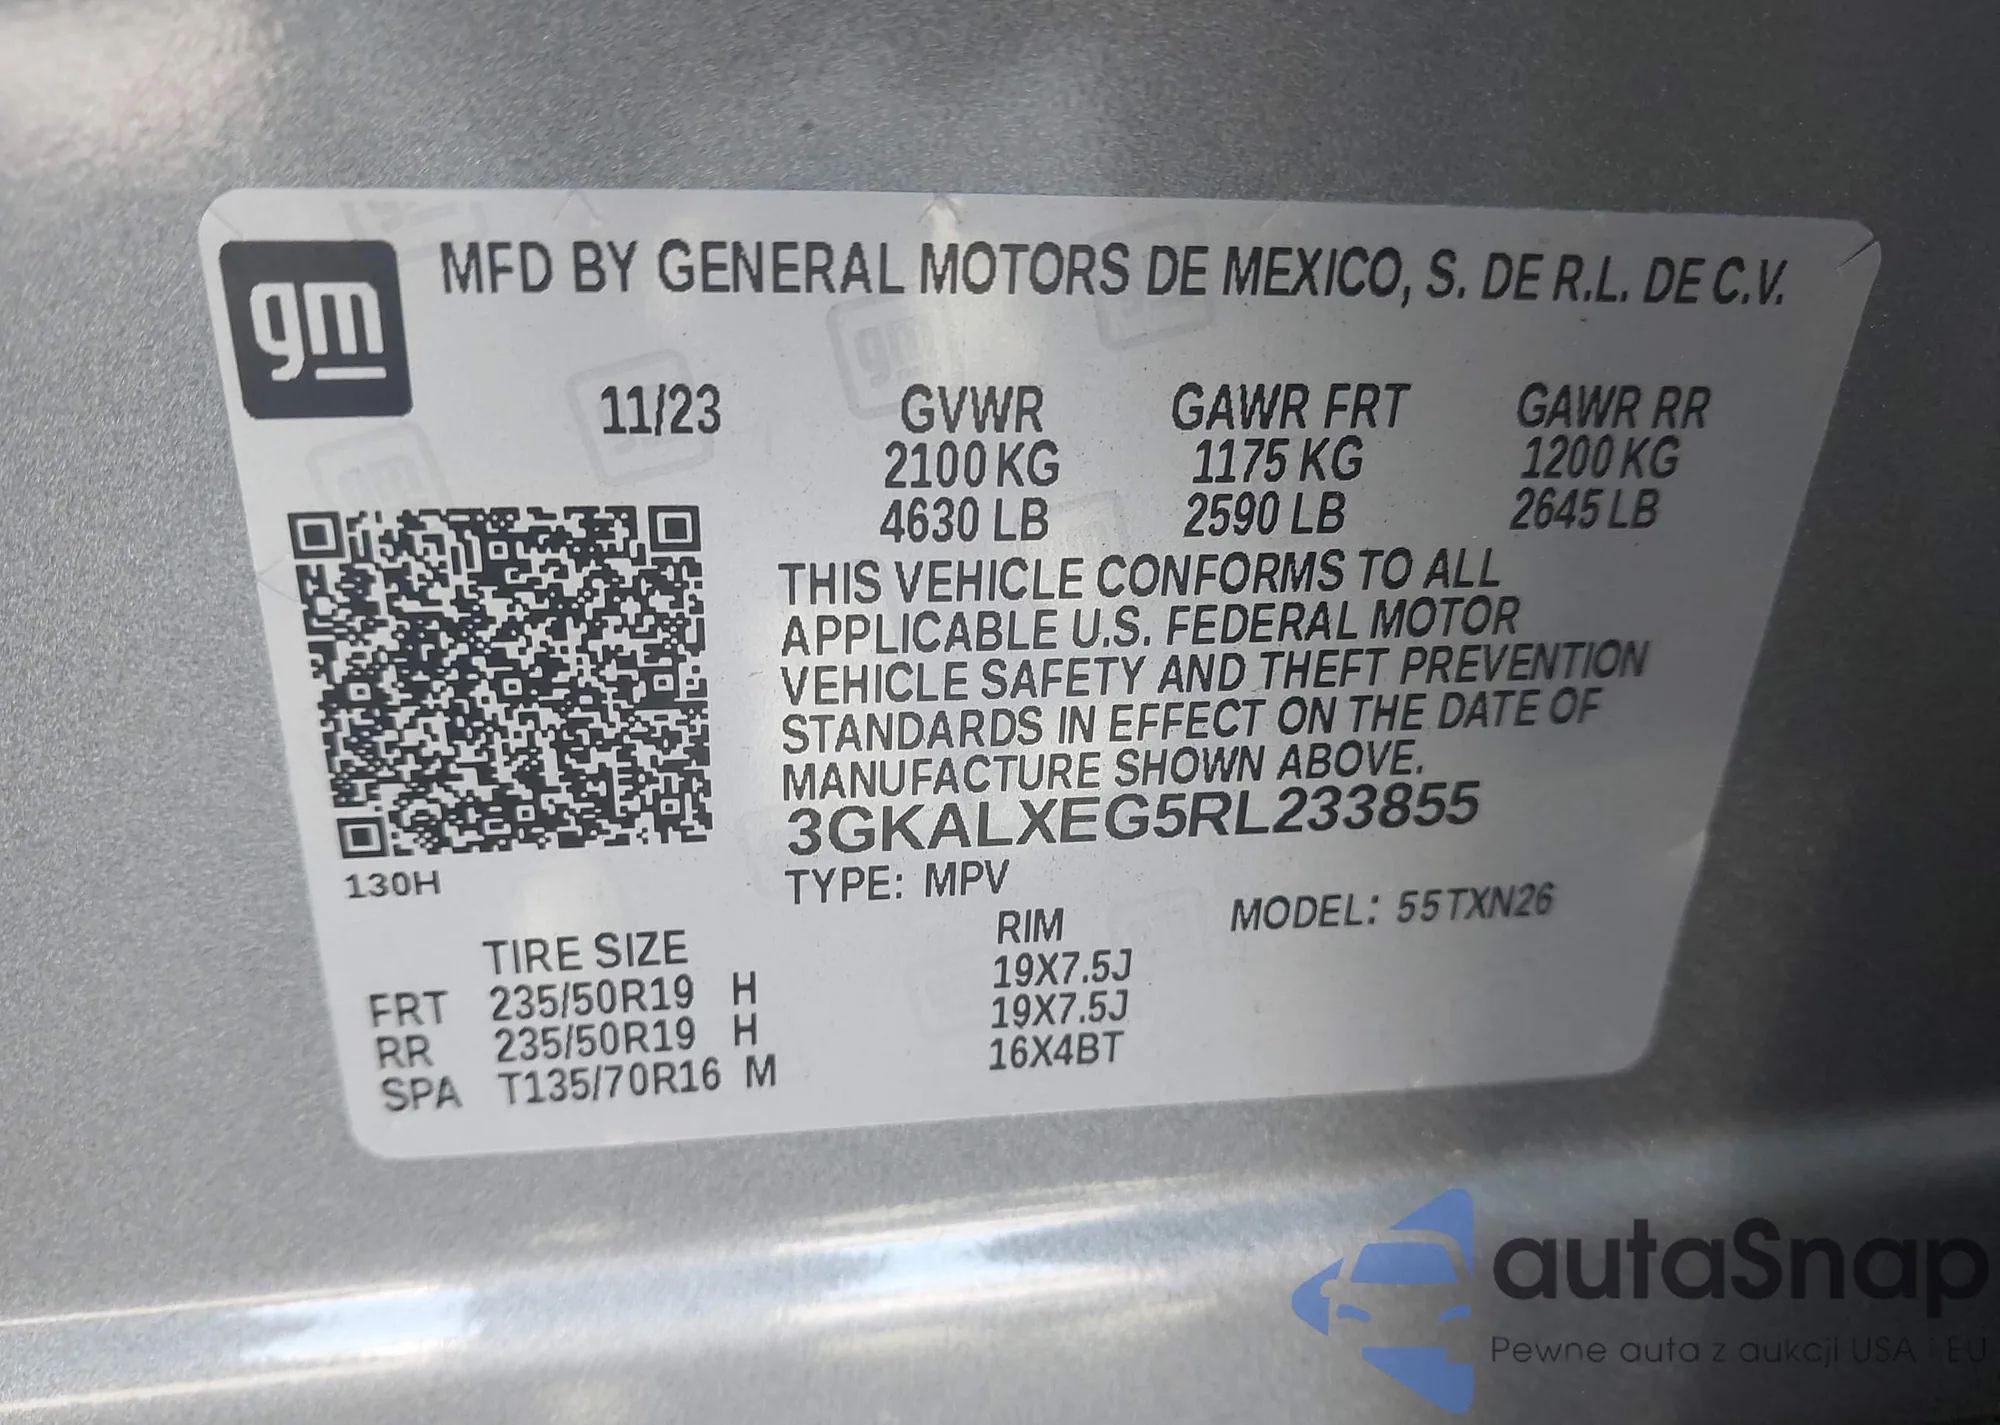 gm
MFD BY GENERAL MOTORS DE MEXICO, S. DE R.L. DE C.V.
11/23 GVWR GAWR FRT GAWR RR
2100 KG 1175 KG 1200 KG
4630 LB 2590 LB 2645 LB
THIS VEHICLE CONFORMS TO ALL
APPLICABLE U.S. FEDERAL MOTOR
VEHICLE SAFETY AND THEFT PREVENTION
STANDARDS IN EFFECT ON THE DATE OF
MANUFACTURE SHOWN ABOVE.
3GKALXEG5RL233855
130H
TYPE: MPV MODEL: 55TXN26
TIRE SIZE RIM
FRT 235/50R19 H 19X7.5J
RR 235/50R19 H 19X7.5J
SPA T135/70R16 M 16X4BT
autaSnap
Pewne auta z aukcji USA i EU